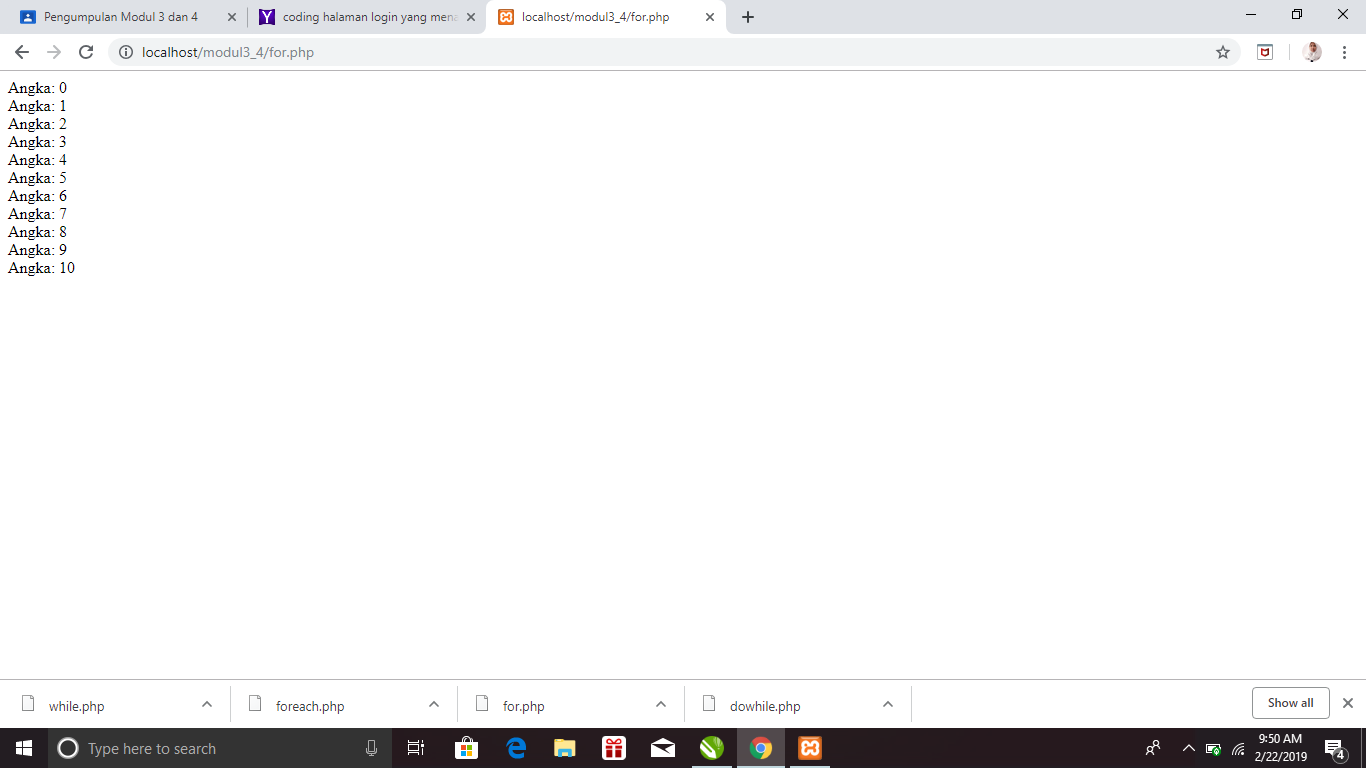 Pengumpulan Modul 3 dan 4
coding halaman login yang mena
localhost/modul3_4/for.php
localhost/modul3_4/for.php
Angka: 0
Angka: 1
Angka: 2
Angka: 3
Angka: 4
Angka: 5
Angka: 6
Angka: 7
Angka: 8
Angka: 9
Angka: 10
while.php
foreach.php
for.php
dowhile.php
Show all
Type here to search
9:50 AM
2/22/2019
4